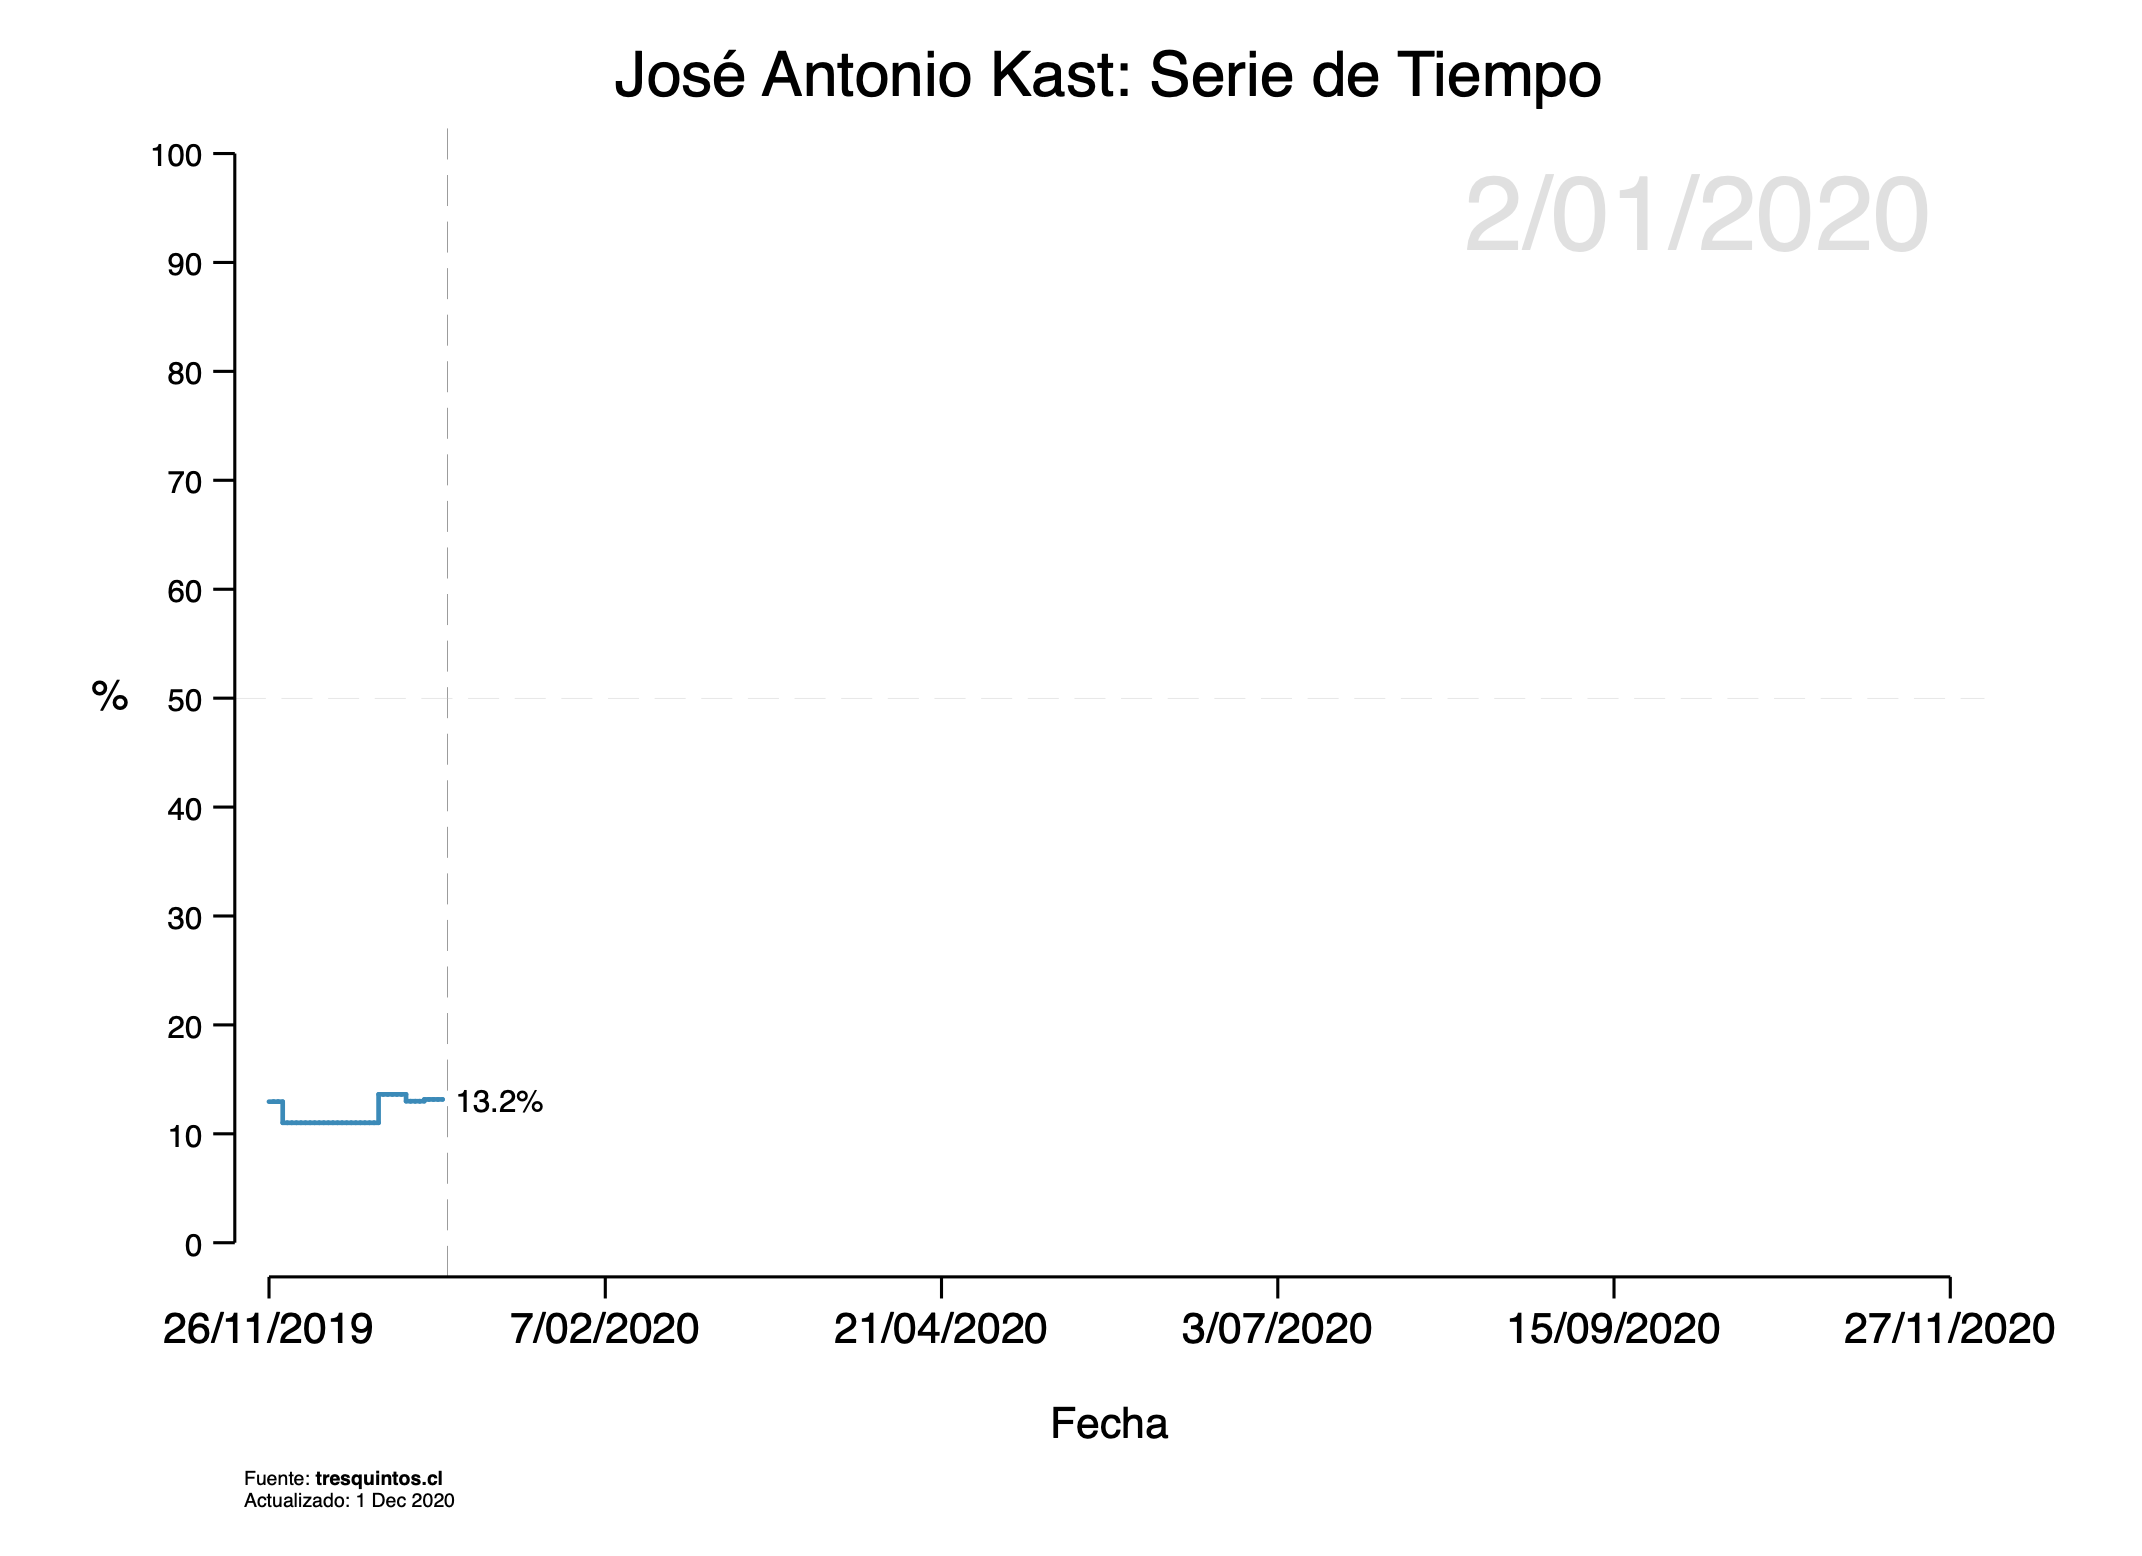 José Antonio Kast: Serie de Tiempo
2/01/2020
100
90
80
70
60
%
50
40
30
20
13.2%
10
0
26/11/2019 7/02/2020 21/04/2020 3/07/2020 15/09/2020 27/11/2020
Fecha
Fuente: tresquintos.cl
Actualizado: 1 Dec 2020